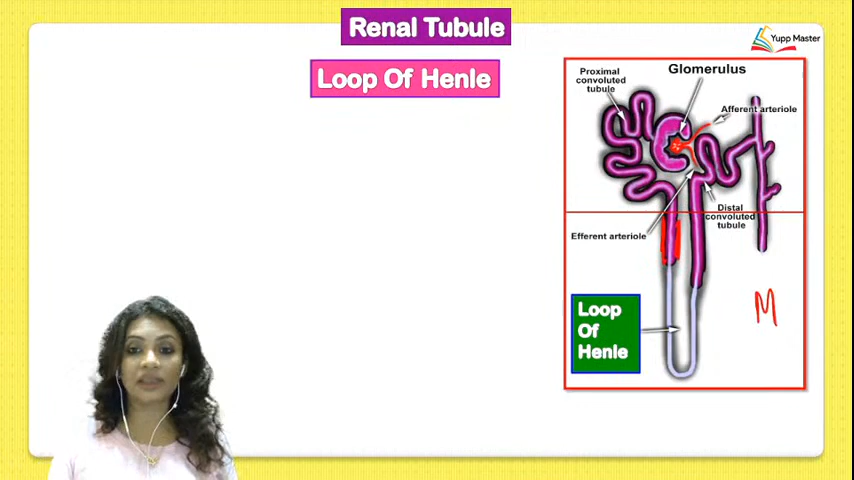 Renal Tubule
Yupp Master
Loop Of Henle
Proximal
convoluted
tubule
Glomerulus
Afferent arteriole
Distal
convoluted
tubule
Efferent arteriole
Loop
Of
Henle
M